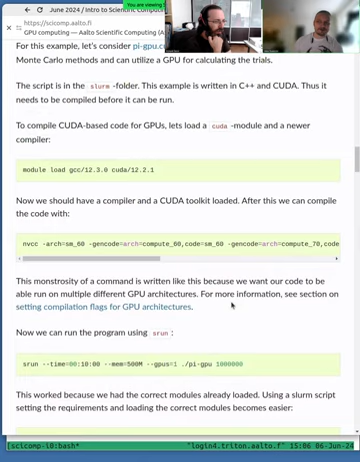 You are viewing S
June 2024 / Intro to Scientific Comput
https://scicomp.aalto.fi
GPU computing — Aalto Scientific Computing (A
For this example, let's consider pi-gpu.c
Monte Carlo methods and can utilize a GPU for calculating the trials.
The script is in the slurm -folder. This example is written in C++ and CUDA. Thus it
needs to be compiled before it can be run.
To compile CUDA-based code for GPUs, lets load a cuda -module and a newer
compiler:
module load gcc/12.3.0 cuda/12.2.1
Now we should have a compiler and a CUDA toolkit loaded. After this we can compile
the code with:
nvcc -arch=sm_60 -gencode=arch=compute_60,code=sm_60 -gencode=arch=compute_70,code
This monstrosity of a command is written like this because we want our code to be
able run on multiple different GPU architectures. For more information, see section on
setting compilation flags for GPU architectures.
Now we can run the program using srun :
srun --time=00:10:00 --mem=500M --gpus=1 ./pi-gpu 1000000
This worked because we had the correct modules already loaded. Using a slurm script
setting the requirements and loading the correct modules becomes easier:
[scicomp-l0:bash* "login4.triton.aalto.f" 15:06 06-Jun-24